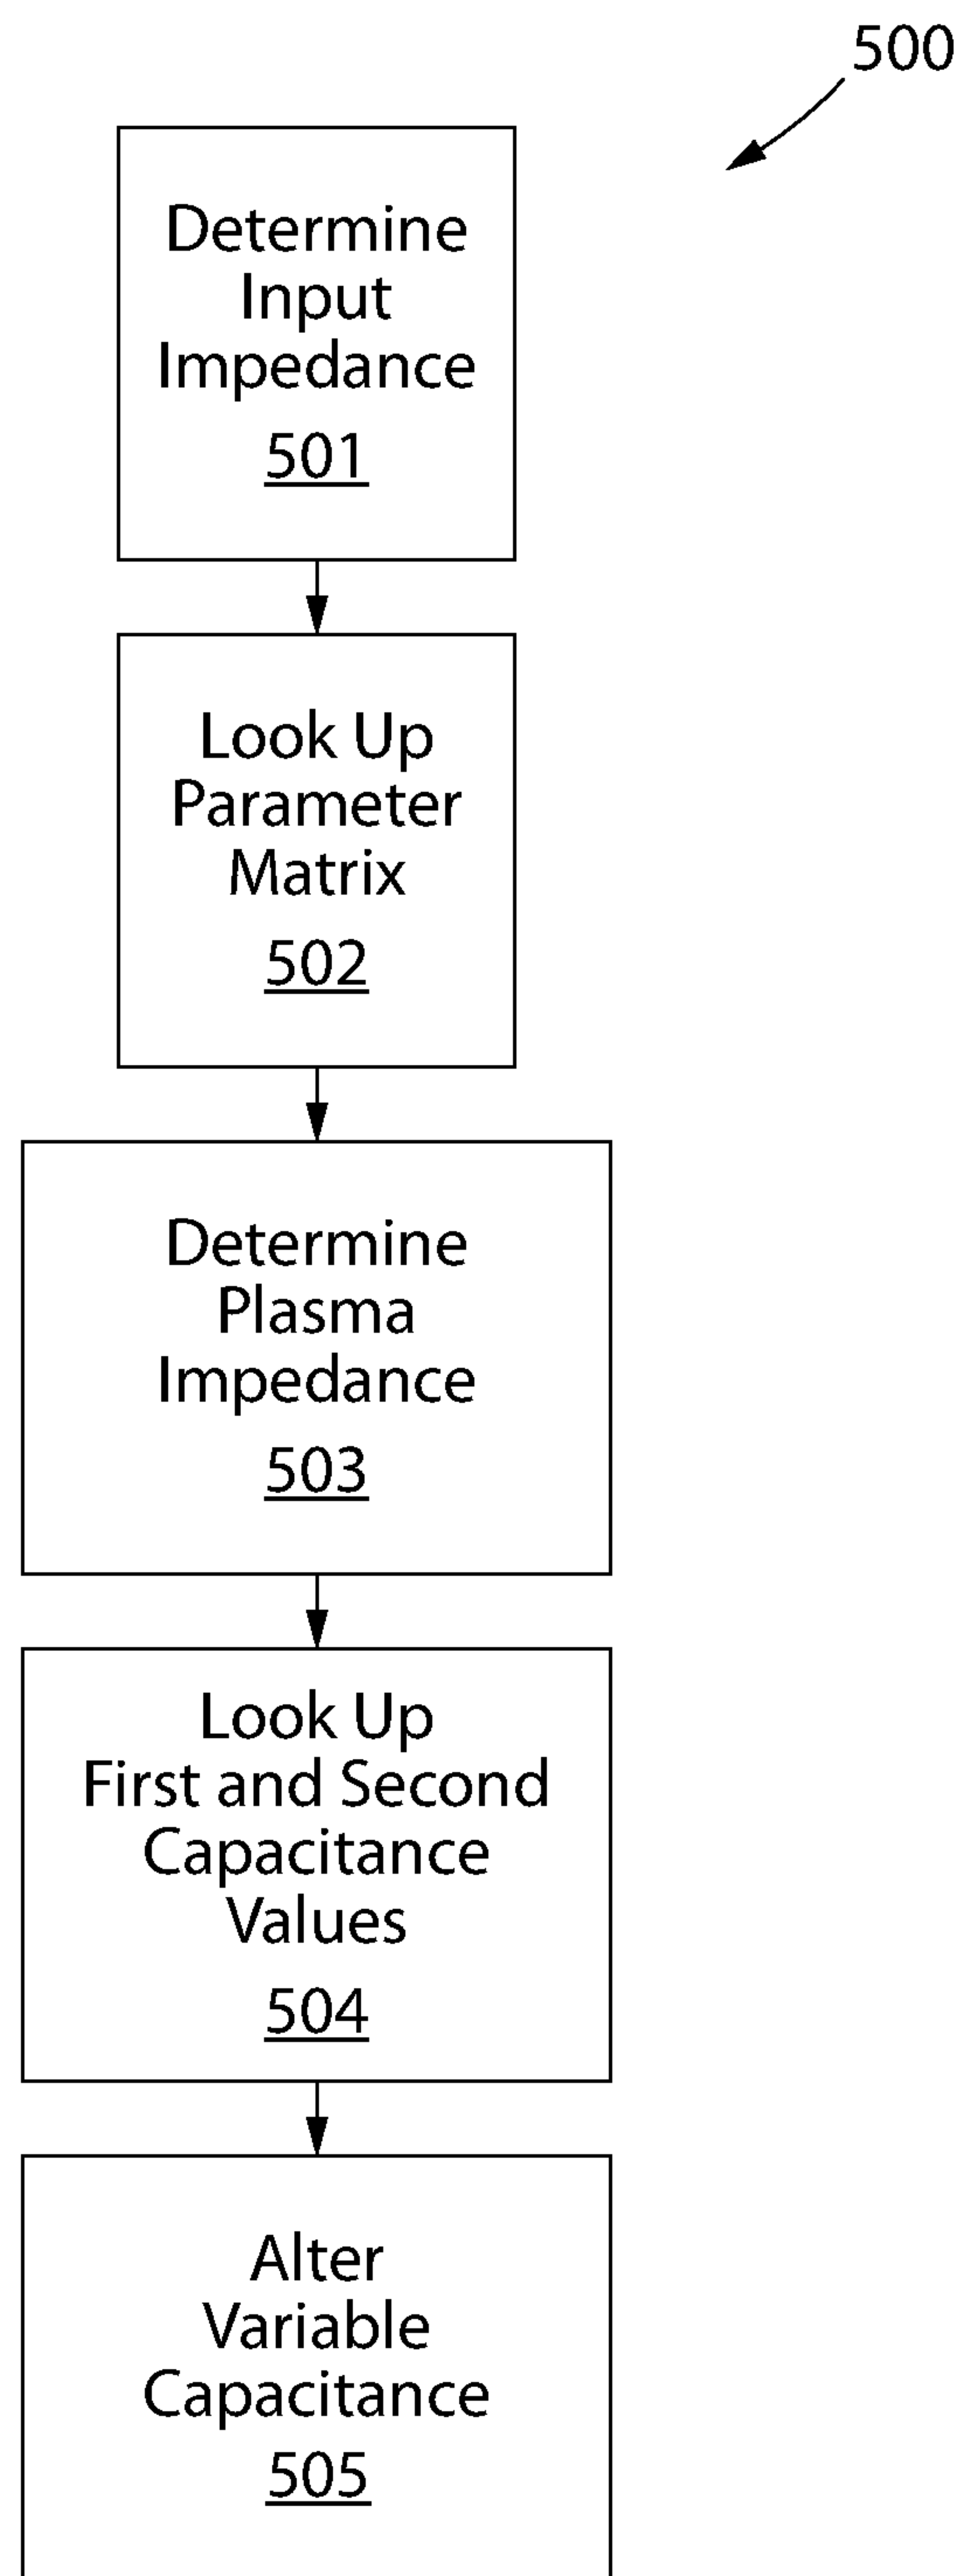 500
Determine
Input
Impedance
501
Look Up
Parameter
Matrix
502
Determine
Plasma
Impedance
503
Look Up
First and Second
Capacitance
Values
504
Alter
Variable
Capacitance
505